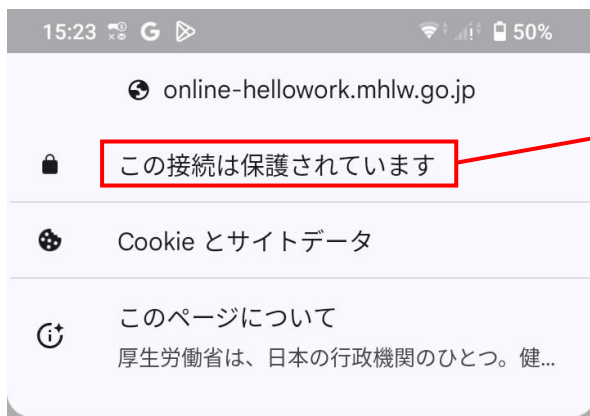 15:23 G 50%
online-hellowork.mhlw.go.jp
この接続は保護されています
Cookie とサイトデータ
このページについて
厚生労働省は、日本の行政機関のひとつ。健...